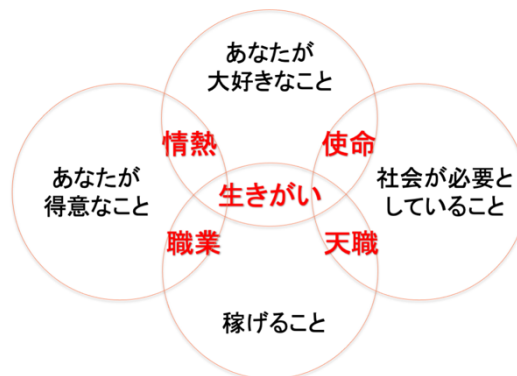 あなたが
大好きなこと
情熱
使命
あなたが
得意なこと
生きがい
社会が必要と
していること
職業
天職
稼げること